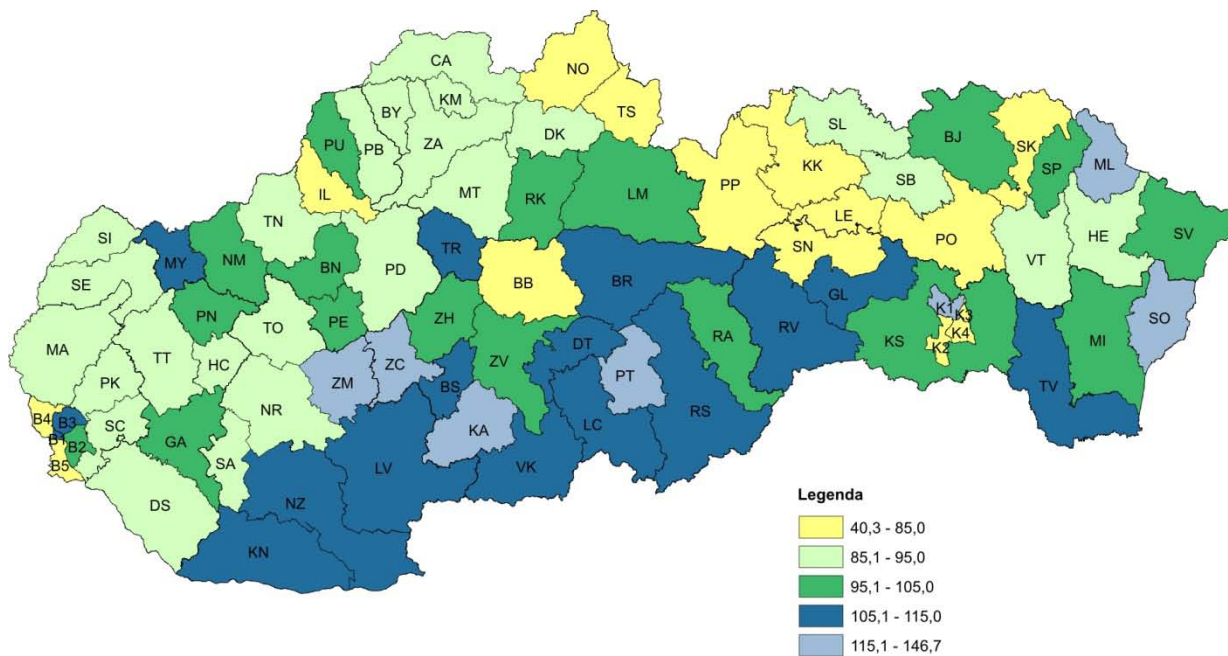 CA
NO
KM
TS
BY
DK
SL
PU
PB
ZA
BJ
SK
ML
SP
KK
IL
MT
RK
LM
PP
SB
TN
LE
HE
SV
SI
MY
NM
BN
PD
TR
SN
PO
VT
SE
BB
BR
GL
PN
PE
ZH
RV
K1
K3
SO
MA
TT
TO
ZV
DT
RA
KS
K4
K2
MI
HC
ZM
ZC
BS
PT
TV
PK
NR
RS
B4
B3
SC
GA
KA
LC
B1
B2
B5
SA
LV
VK
DS
NZ
KN
Legenda
40,3 - 85,0
85,1 - 95,0
95,1 - 105,0
105,1 - 115,0
115,1 - 146,7